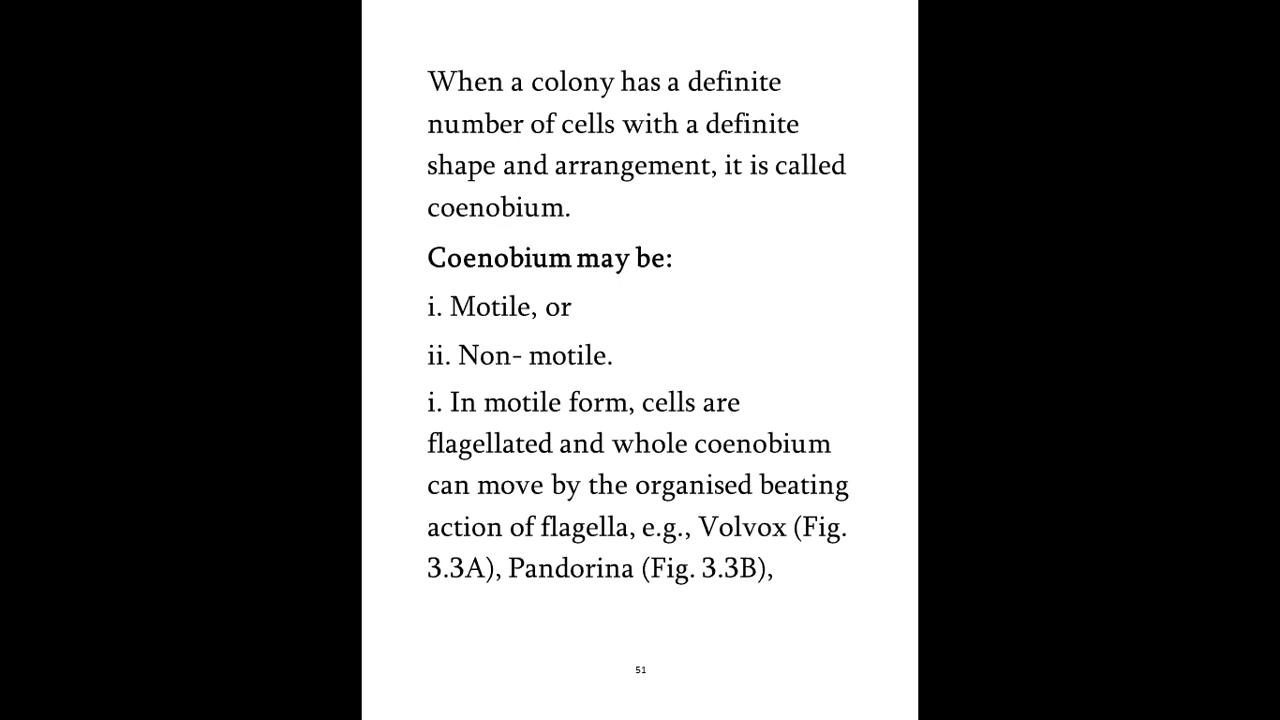 When a colony has a definite
number of cells with a definite
shape and arrangement, it is called
coenobium.
Coenobium may be:
i. Motile, or
ii. Non- motile.
i. In motile form, cells are
flagellated and whole coenobium
can move by the organised beating
action of flagella, e.g., Volvox (Fig.
3.3A), Pandorina (Fig. 3.3B),
51